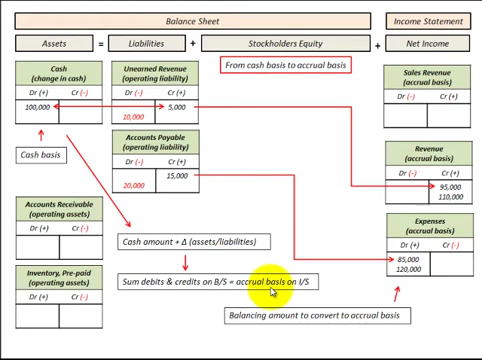 Balance Sheet
Income Statement
Assets = Liabilities + Stockholders Equity + Net Income
From cash basis to accrual basis
Cash
(change in cash)
Dr (+) Cr (-)
100,000
Unearned Revenue
(operating liability)
Dr (-) Cr (+)
5,000
10,000
Sales Revenue
(accrual basis)
Dr (-) Cr (+)
Accounts Payable
(operating liability)
Dr (-) Cr (+)
15,000
20,000
Cash basis
Revenue
(accrual basis)
Dr (-) Cr (+)
95,000
110,000
Accounts Receivable
(operating assets)
Dr (+) Cr (-)
Expenses
(accrual basis)
Dr (+) Cr (-)
85,000
120,000
Cash amount + Δ (assets/liabilities)
Inventory, Pre-paid
(operating assets)
Dr (+) Cr (-)
Sum debits & credits on B/S = accrual basis on I/S
Balancing amount to convert to accrual basis